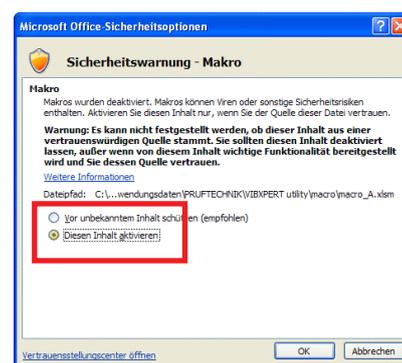 Microsoft Office-Sicherheitsoptionen
Sicherheitswarnung - Makro
Makro
Makros wurden deaktiviert. Makros können Viren oder sonstige Sicherheitsrisiken
enthalten. Aktivieren Sie diesen Inhalt nur, wenn Sie der Quelle dieser Datei vertrauen.
Warnung: Es kann nicht festgestellt werden, ob dieser Inhalt aus einer
vertrauenswürdigen Quelle stammt. Sie sollten diesen Inhalt deaktiviert
lassen, außer wenn von diesem Inhalt wichtige Funktionalität bereitgestellt
wird und Sie dessen Quelle vertrauen.
Weitere Informationen
Dateipfad: C:\...wendungsdaten\PRUFTECHNIK\VIBXPERT utility\macro\macro_A.xlsm
Vor unbekanntem Inhalt schützen (empfohlen)
Diesen Inhalt aktivieren
Vertrauensstellungscenter öffnen
OK
Abbrechen